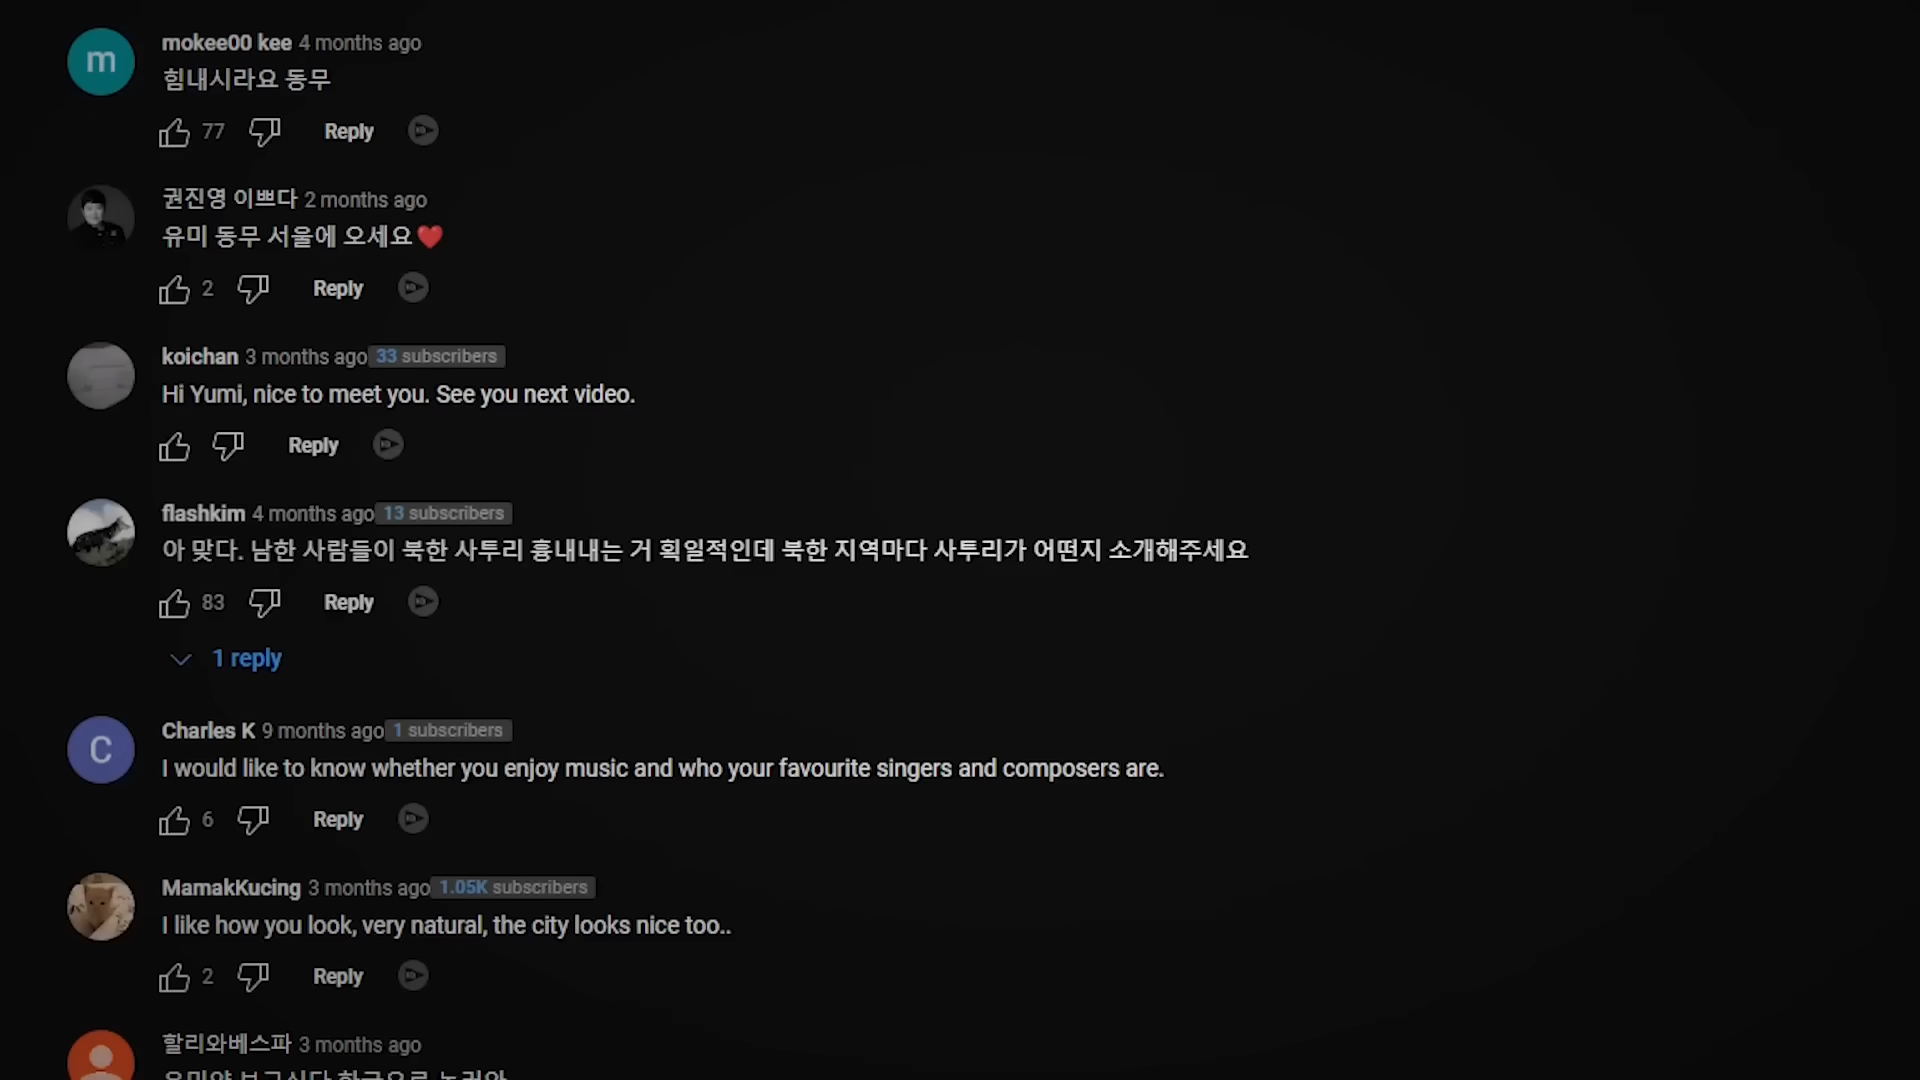 m
mokee00 kee 4 months ago
힘내시라요 동무
77 Reply
권진영 이쁘다 2 months ago
유미 동무 서울에 오세요❤️
2 Reply
koichan 3 months ago 33 subscribers
Hi Yumi, nice to meet you. See you next video.
Reply
flashkim 4 months ago 13 subscribers
아 맞다. 남한 사람들이 북한 사투리 흉내내는 거 획일적인데 북한 지역마다 사투리가 어떤지 소개해주세요
83 Reply
1 reply
C
Charles K 9 months ago 1 subscribers
I would like to know whether you enjoy music and who your favourite singers and composers are.
6 Reply
MamakKucing 3 months ago 1.05K subscribers
I like how you look, very natural, the city looks nice too..
2 Reply
할리와베스파 3 months ago